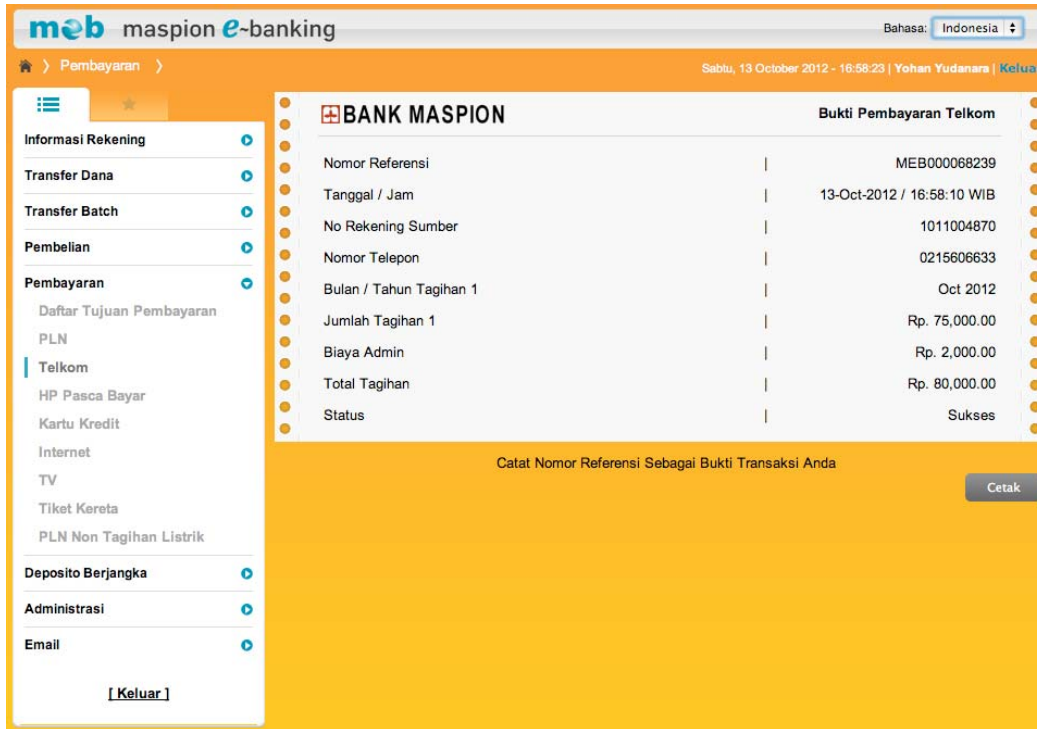 meb maspion e-banking
Bahasa: Indonesia
Pembayaran
Sabtu, 13 October 2012 - 16:58:23 | Yohan Yudanara | Kelua
Informasi Rekening
Transfer Dana
Transfer Batch
Pembelian
Pembayaran
Daftar Tujuan Pembayaran
PLN
Telkom
HP Pasca Bayar
Kartu Kredit
Internet
TV
Tiket Kereta
PLN Non Tagihan Listrik
Deposito Berjangka
Administrasi
Email
[ Keluar ]
BANK MASPION
Bukti Pembayaran Telkom
Nomor Referensi | MEB000068239
Tanggal / Jam | 13-Oct-2012 / 16:58:10 WIB
No Rekening Sumber | 1011004870
Nomor Telepon | 0215606633
Bulan / Tahun Tagihan 1 | Oct 2012
Jumlah Tagihan 1 | Rp. 75,000.00
Biaya Admin | Rp. 2,000.00
Total Tagihan | Rp. 80,000.00
Status | Sukses
Catat Nomor Referensi Sebagai Bukti Transaksi Anda
Cetak